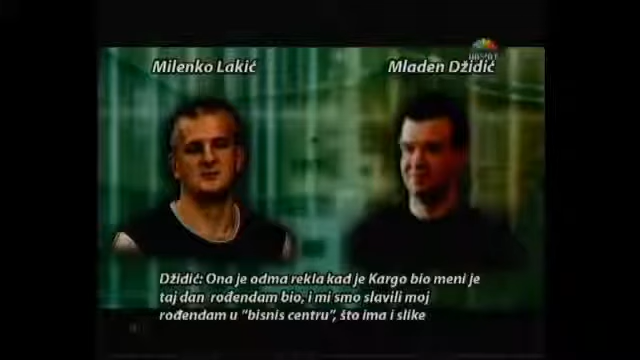 Milenko Lakić
Mladen Džidić
Džidić: Ona je odma rekla kad je Kargo bio meni je
taj dan rođendam bio, i mi smo slavili moj
rođendam u "bisnis centru", što ima i slike